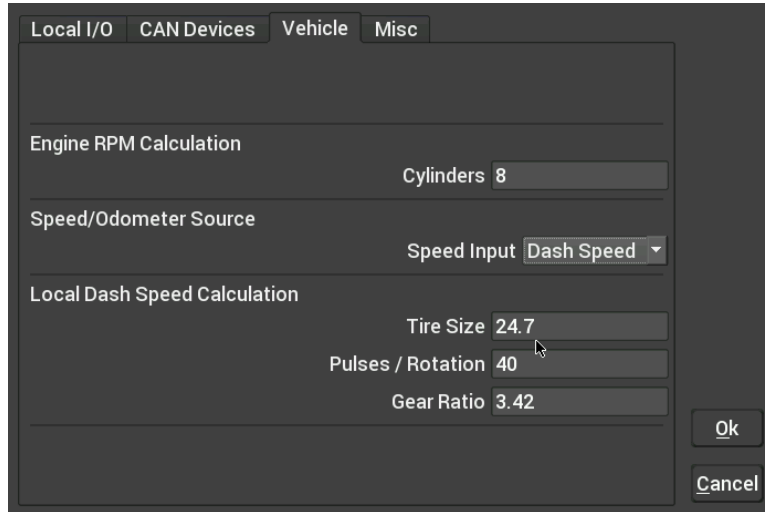 Local I/O CAN Devices Vehicle Misc
Engine RPM Calculation
Cylinders 8
Speed/Odometer Source
Speed Input Dash Speed
Local Dash Speed Calculation
Tire Size 24.7
Pulses / Rotation 40
Gear Ratio 3.42
Ok
Cancel